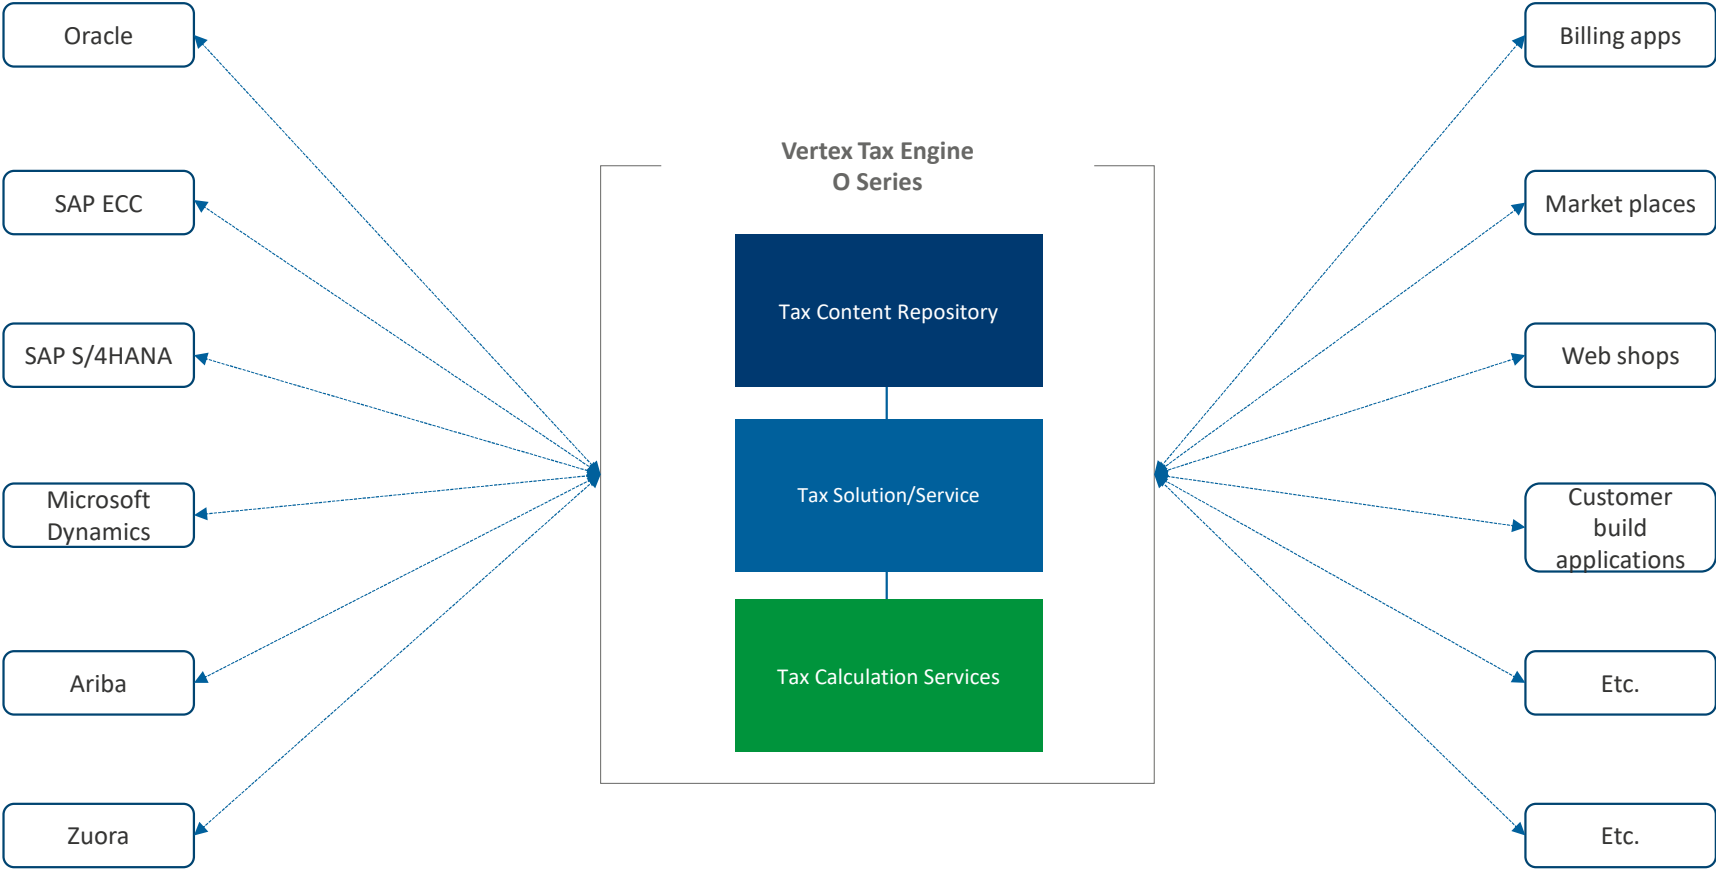 Oracle
SAP ECC
SAP S/4HANA
Microsoft
Dynamics
Ariba
Zuora
Vertex Tax Engine
O Series
Tax Content Repository
Tax Solution/Service
Tax Calculation Services
Billing apps
Market places
Web shops
Customer
build
applications
Etc.
Etc.